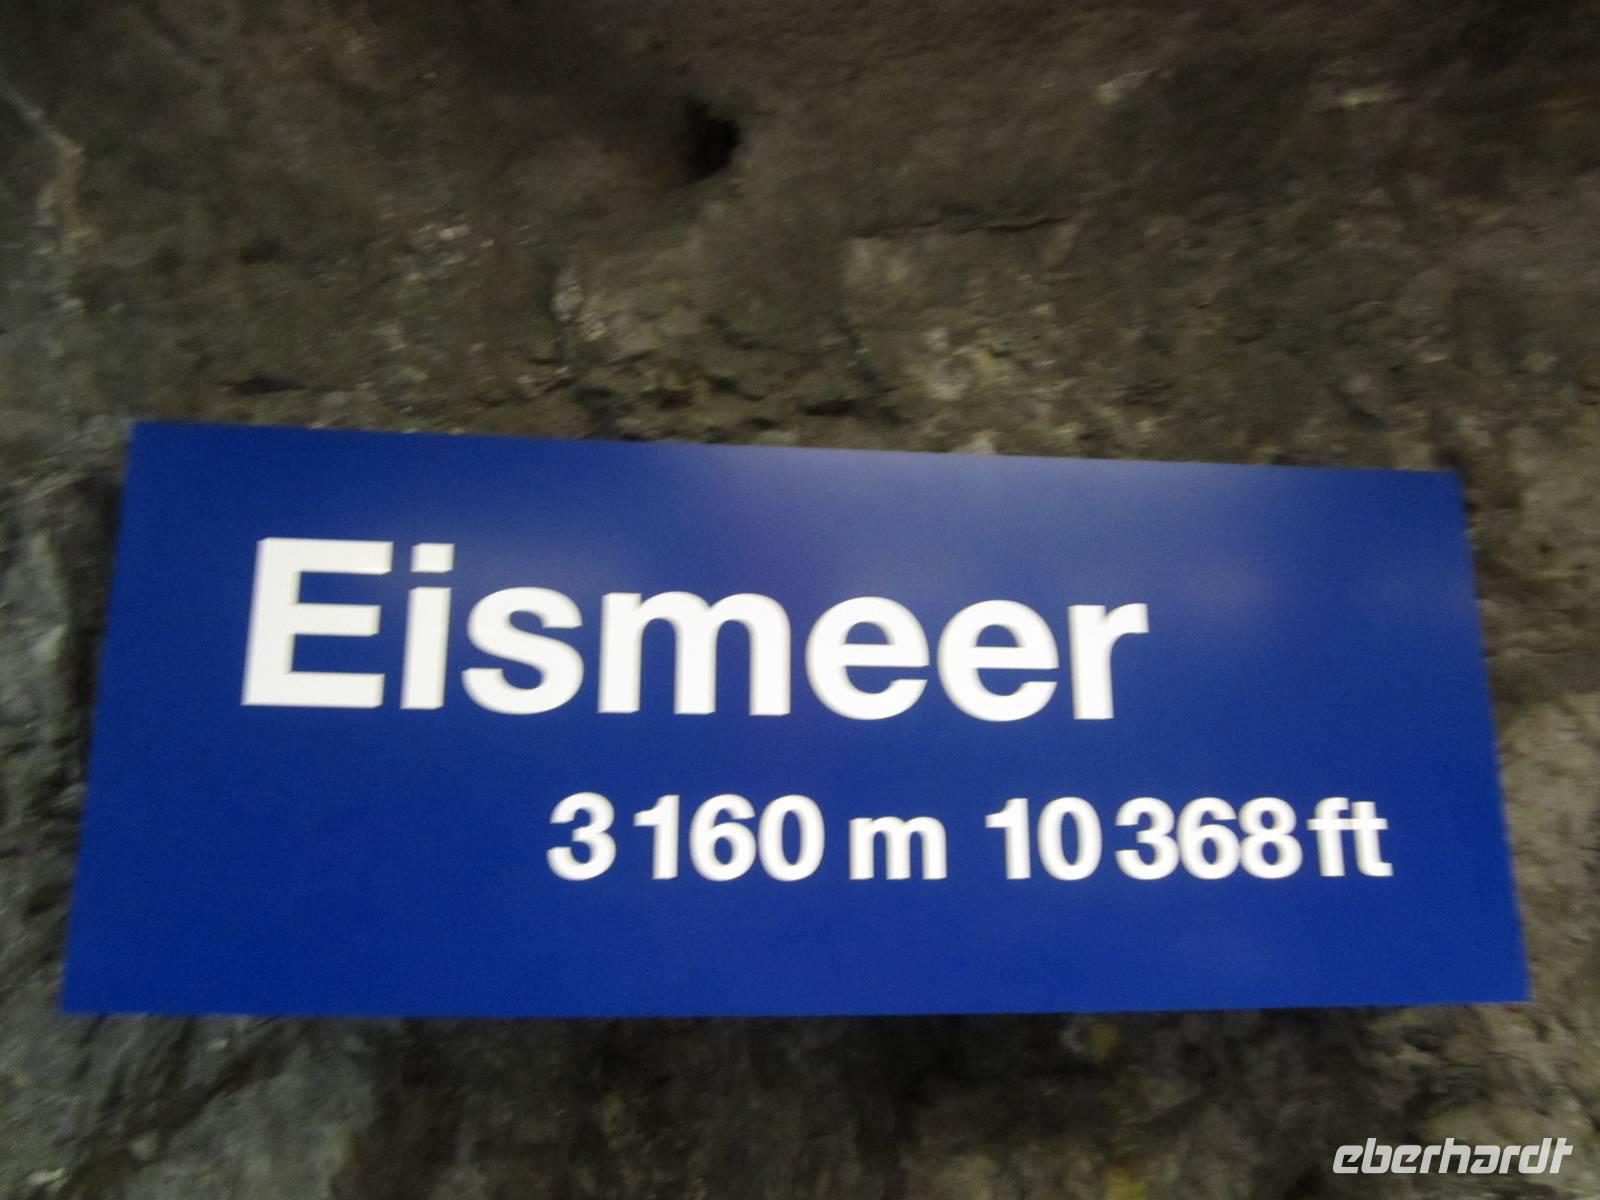 Eismeer
3 160 m 10 368 ft
eberhardt